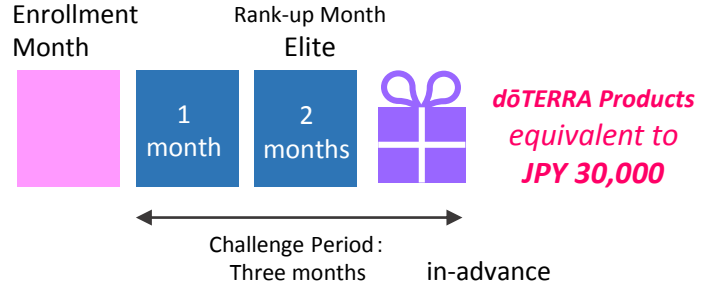 Enrollment
Month
Rank-up Month
Elite
1
month
2
months
dōTERRA Products
equivalent to
JPY 30,000
Challenge Period：
Three months
in-advance